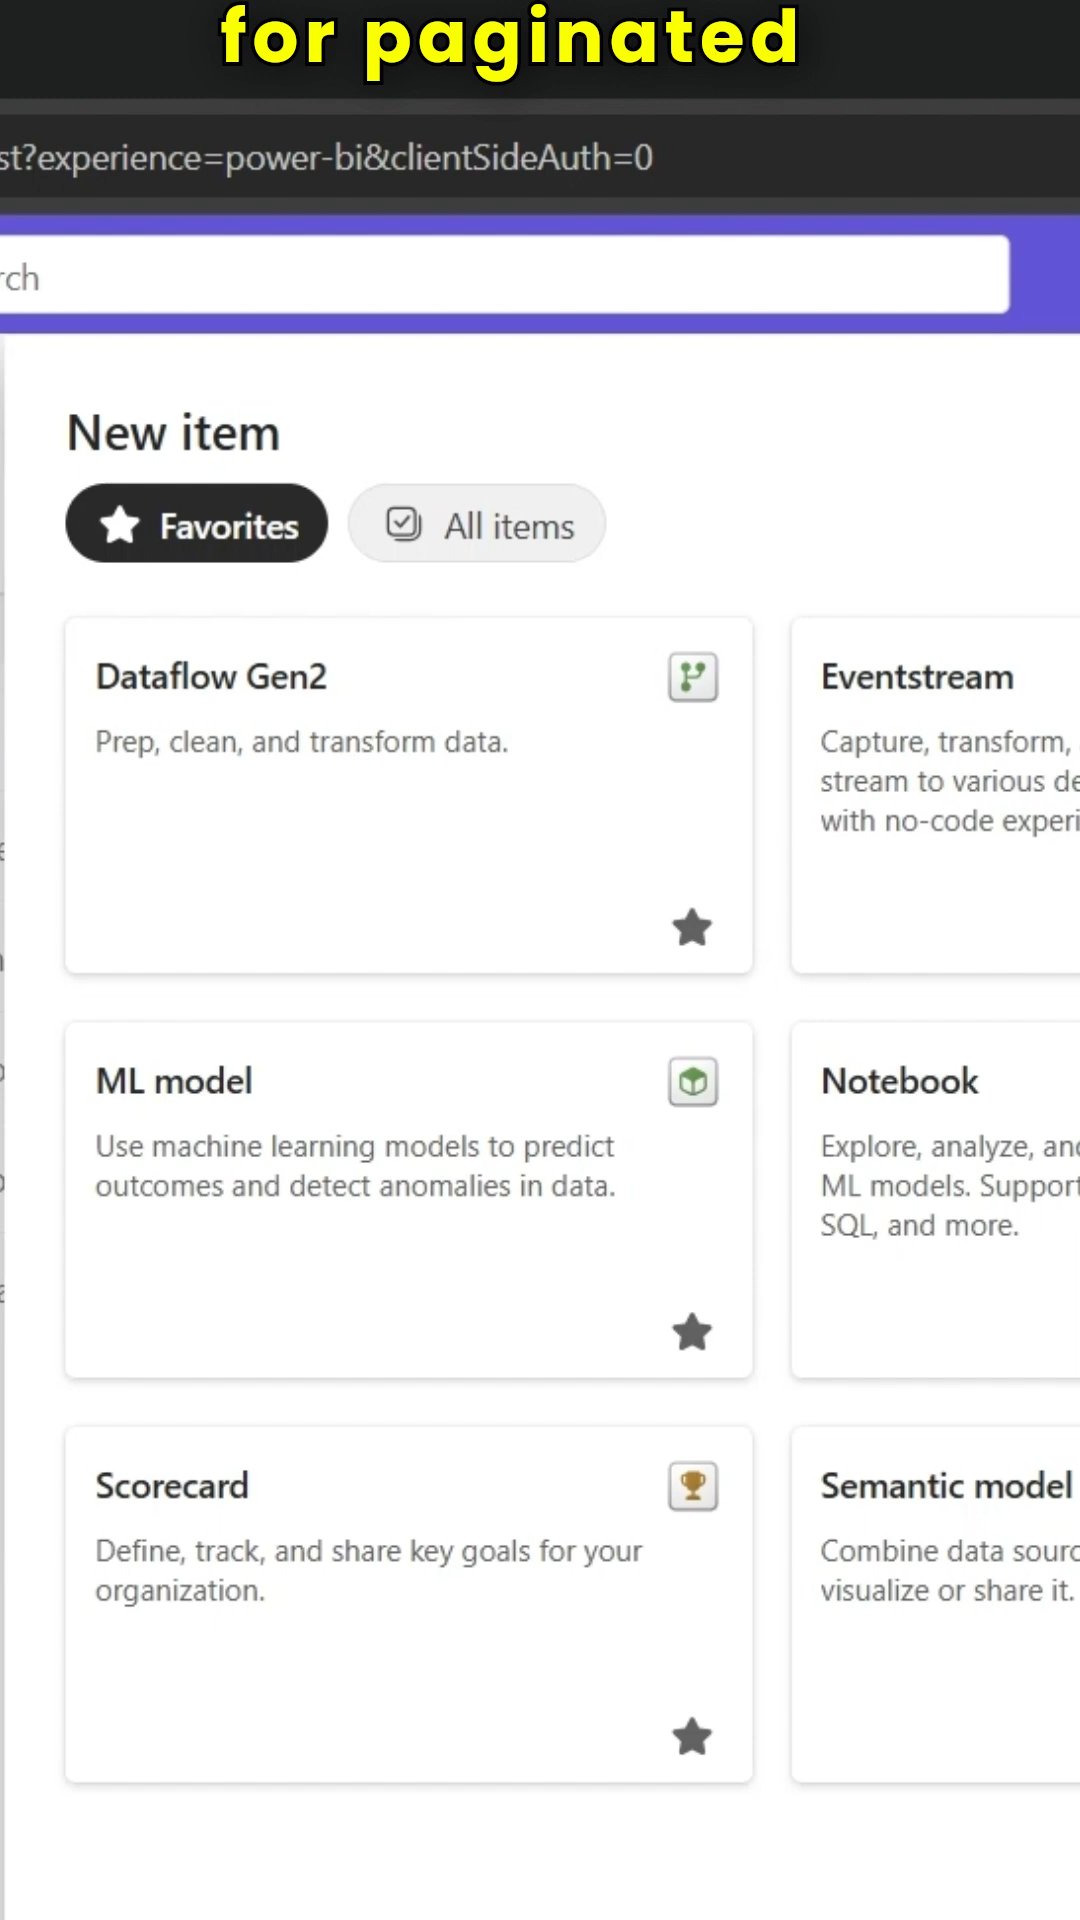 for paginated
st?experience=power-bi&clientSideAuth=0
rch
New item
Favorites
All items
Dataflow Gen2
Prep, clean, and transform data.
Eventstream
Capture, transform,
stream to various de
with no-code experi
ML model
Use machine learning models to predict
outcomes and detect anomalies in data.
Notebook
Explore, analyze, and
ML models. Support
SQL, and more.
Scorecard
Define, track, and share key goals for your
organization.
Semantic model
Combine data sourc
visualize or share it.